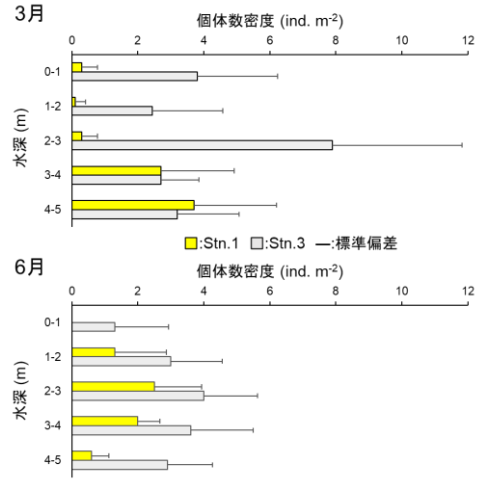 3月
個体数密度 (ind. m-2)
0 2 4 6 8 10 12
水深 (m)
0-1
1-2
2-3
3-4
4-5
:Stn.1 :Stn.3 —:標準偏差
6月
個体数密度 (ind. m-2)
0 2 4 6 8 10 12
水深 (m)
0-1
1-2
2-3
3-4
4-5